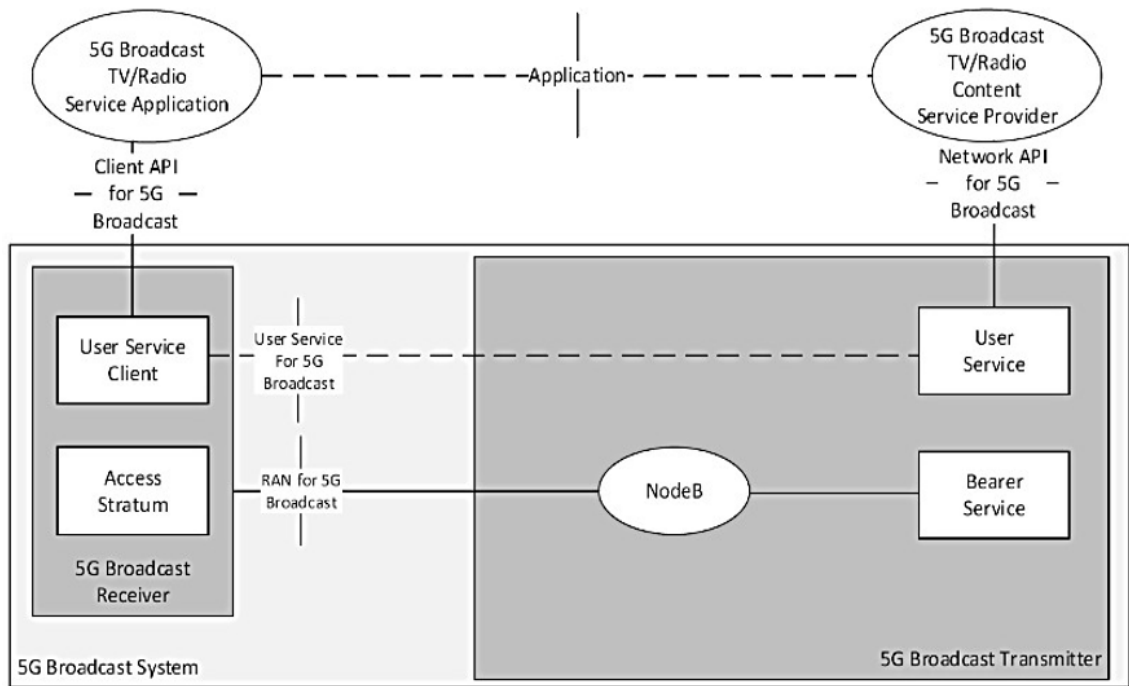 5G Broadcast
TV/Radio
Service Application
Application
5G Broadcast
TV/Radio
Content
Service Provider
Client API
for 5G
Broadcast
Network API
for 5G
Broadcast
User Service
Client
User Service
For 5G
Broadcast
User
Service
Access
Stratum
RAN for 5G
Broadcast
NodeB
Bearer
Service
5G Broadcast
Receiver
5G Broadcast System
5G Broadcast Transmitter